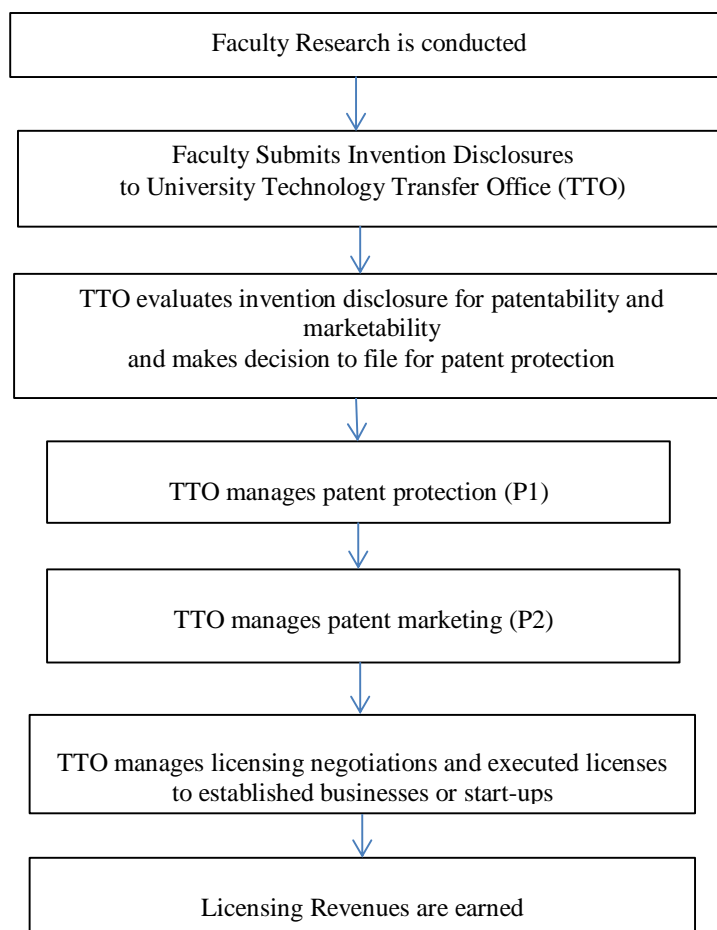 Faculty Research is conducted
Faculty Submits Invention Disclosures
to University Technology Transfer Office (TTO)
TTO evaluates invention disclosure for patentability and
marketability
and makes decision to file for patent protection
TTO manages patent protection (P1)
TTO manages patent marketing (P2)
TTO manages licensing negotiations and executed licenses
to established businesses or start-ups
Licensing Revenues are earned